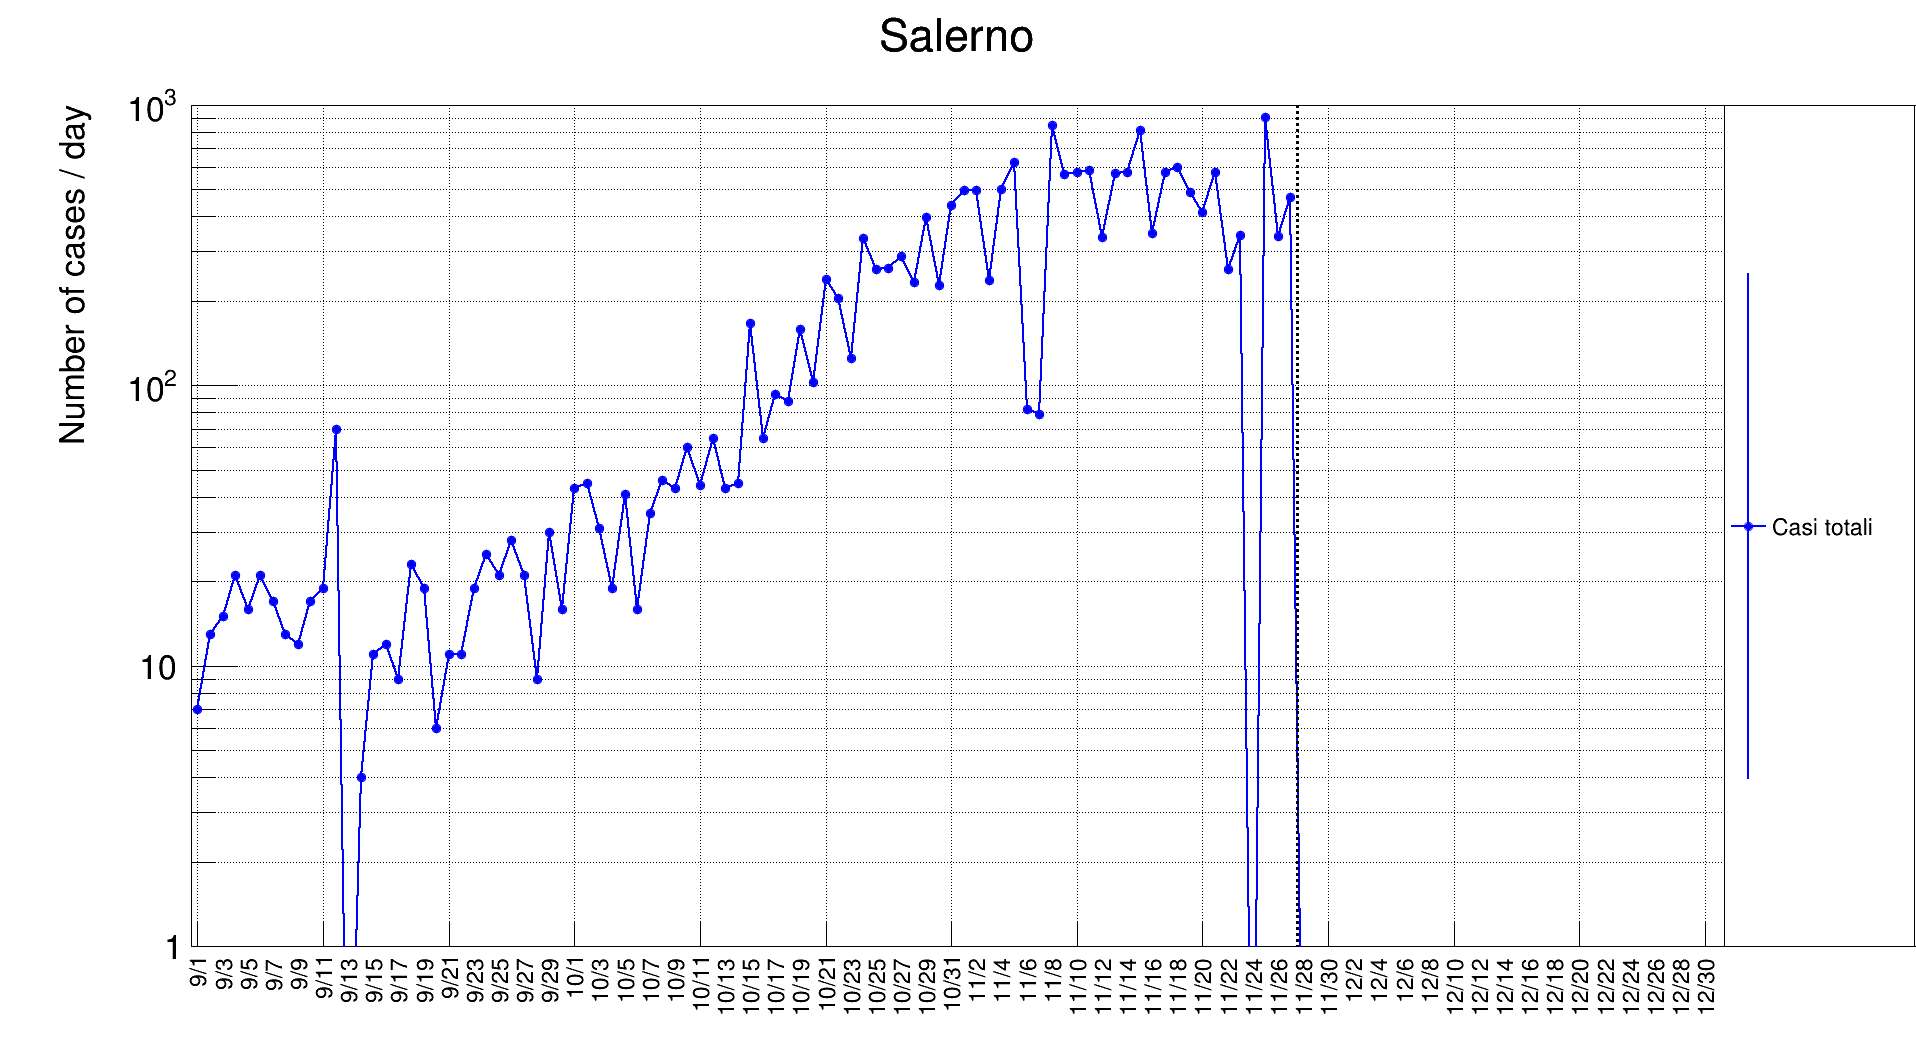 Salerno
Number of cases / day
10³
10²
10
1
9/1 9/3 9/5 9/7 9/9 9/11 9/13 9/15 9/17 9/19 9/21 9/23 9/25 9/27 9/29 10/1 10/3 10/5 10/7 10/9 10/11 10/13 10/15 10/17 10/19 10/21 10/23 10/25 10/27 10/29 10/31 11/2 11/4 11/6 11/8 11/10 11/12 11/14 11/16 11/18 11/20 11/22 11/24 11/26 11/28 11/30 12/2 12/4 12/6 12/8 12/10 12/12 12/14 12/16 12/18 12/20 12/22 12/24 12/26 12/28 12/30
Casi totali